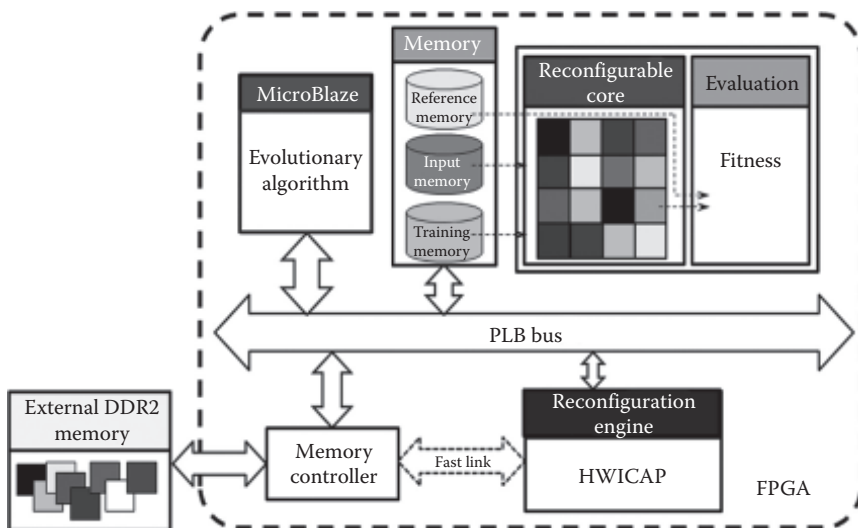 Memory
Reconfigurable
core
Evaluation
MicroBlaze
Reference
memory
Evolutionary
algorithm
Input
memory
Fitness
Training
memory
PLB bus
External DDR2
memory
Memory
controller
Fast link
Reconfiguration
engine
HWICAP
FPGA